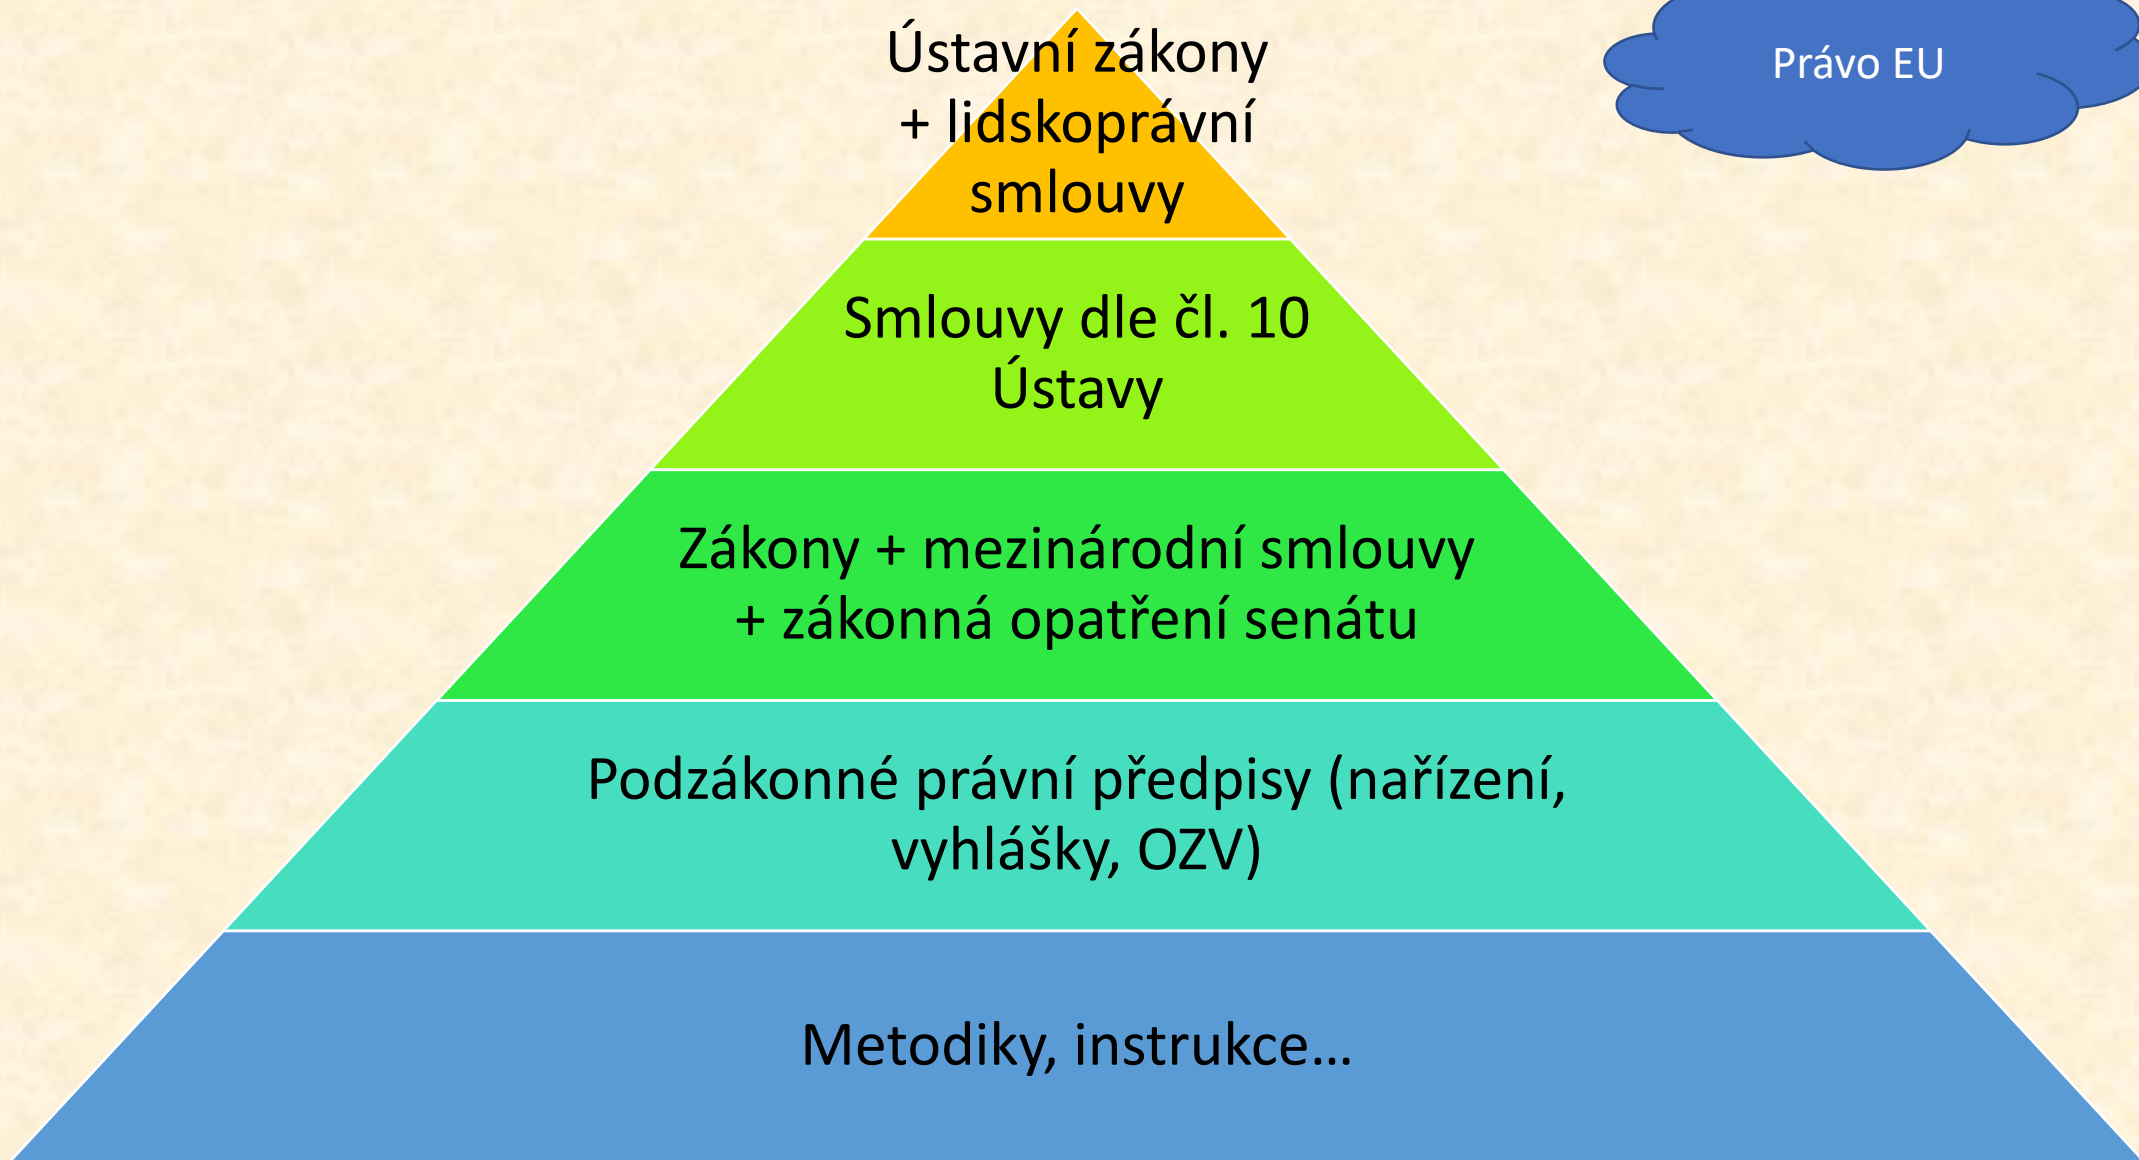 Ústavní zákony
+ lidskoprávní
smlouvy
Právo EU
Smlouvy dle čl. 10
Ústavy
Zákony + mezinárodní smlouvy
+ zákonná opatření senátu
Podzákonné právní předpisy (nařízení,
vyhlášky, OZV)
Metodiky, instrukce…